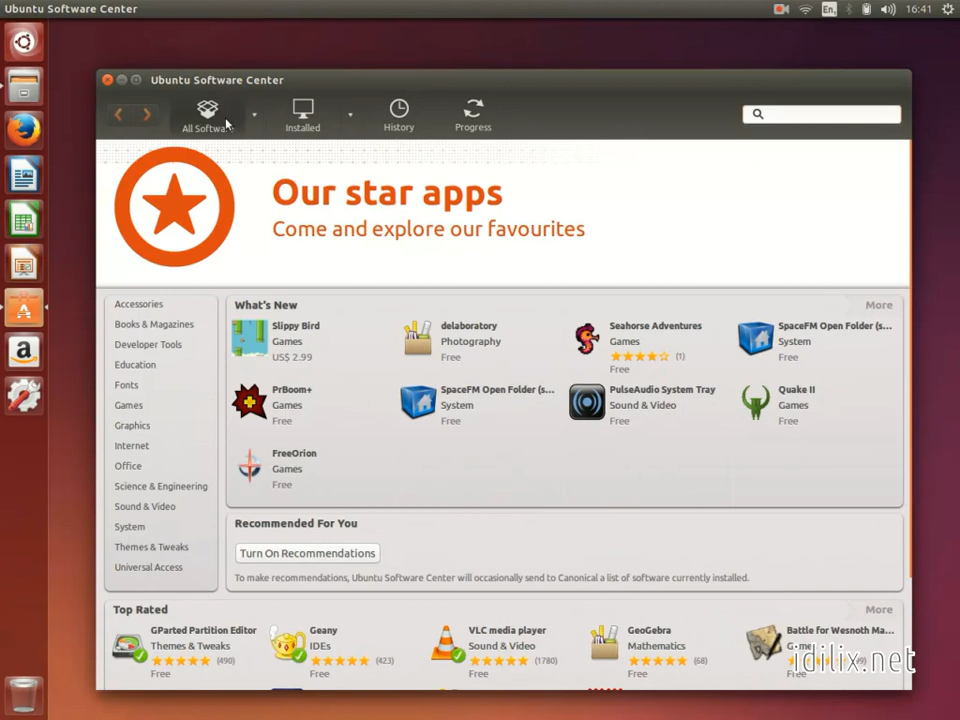 Ubuntu Software Center
En
16:41
Ubuntu Software Center
All Software
Installed
History
Progress
Our star apps
Come and explore our favourites
Accessories
Books & Magazines
Developer Tools
Education
Fonts
Games
Graphics
Internet
Office
Science & Engineering
Sound & Video
System
Themes & Tweaks
Universal Access
What's New
More
Slippy Bird
Games
US$ 2.99
delaboratory
Photography
Free
Seahorse Adventures
Games
(1)
Free
SpaceFM Open Folder (s...
System
Free
PrBoom+
Games
Free
SpaceFM Open Folder (s...
System
Free
PulseAudio System Tray
Sound & Video
Free
Quake II
Games
Free
FreeOrion
Games
Free
Recommended For You
Turn On Recommendations
To make recommendations, Ubuntu Software Center will occasionally send to Canonical a list of software currently installed.
Top Rated
More
GParted Partition Editor
Themes & Tweaks
(490)
Free
Geany
IDEs
(423)
Free
VLC media player
Sound & Video
(1780)
Free
GeoGebra
Mathematics
(68)
Free
Battle for Wesnoth Ma...
Games
Free
idilix.net